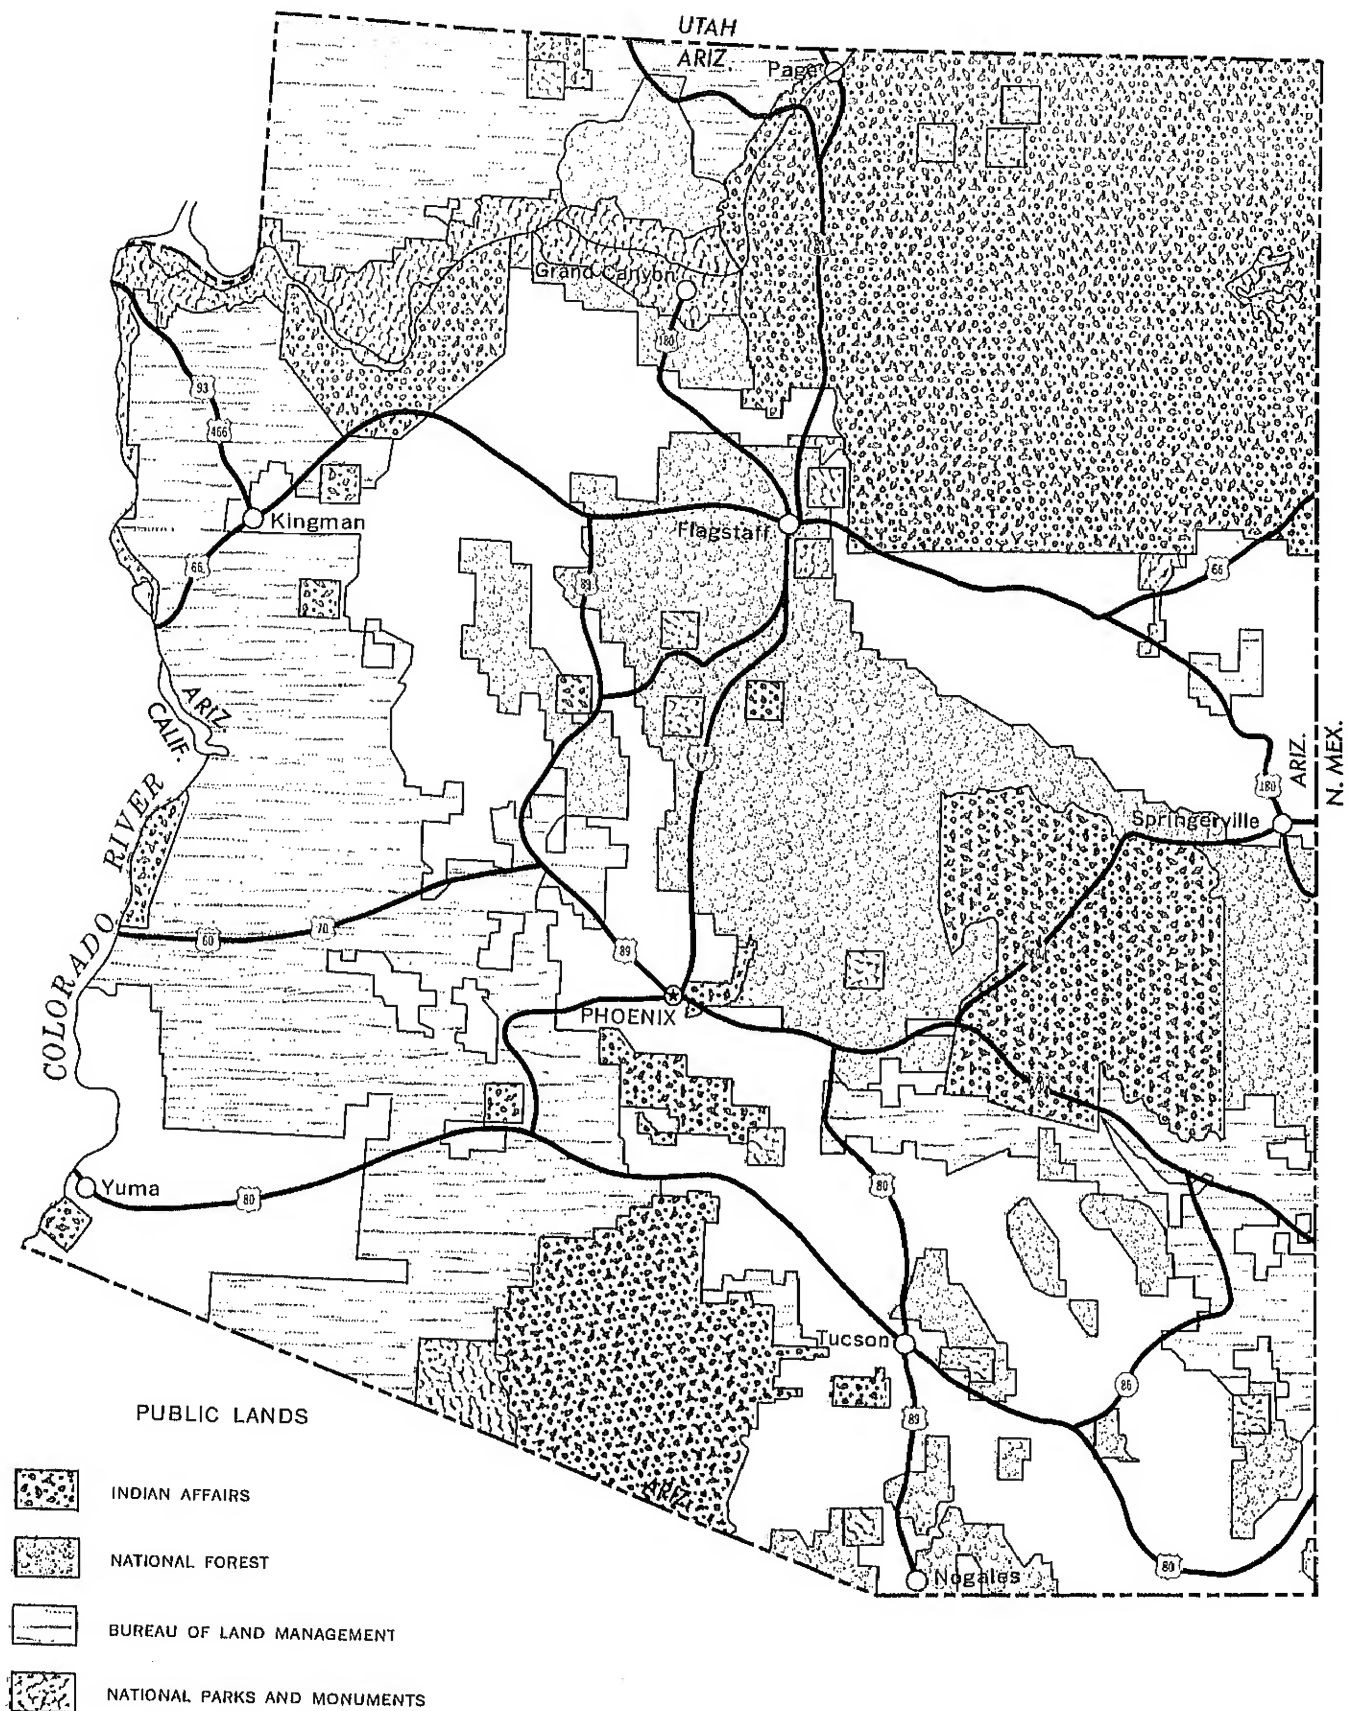 UTAH
ARIZ.
Page
89
Grand Canyon
180
93
466
Kingman
Flagstaff
66
89
66
ARIZ
CALIF.
17
180
ARIZ.
N. MEX.
Springerville
COLORADO RIVER
60
70
89
PHOENIX
Yuma
80
80
Tucson
86
89
ARIZ.
80
Nogales
PUBLIC LANDS
INDIAN AFFAIRS
NATIONAL FOREST
BUREAU OF LAND MANAGEMENT
NATIONAL PARKS AND MONUMENTS